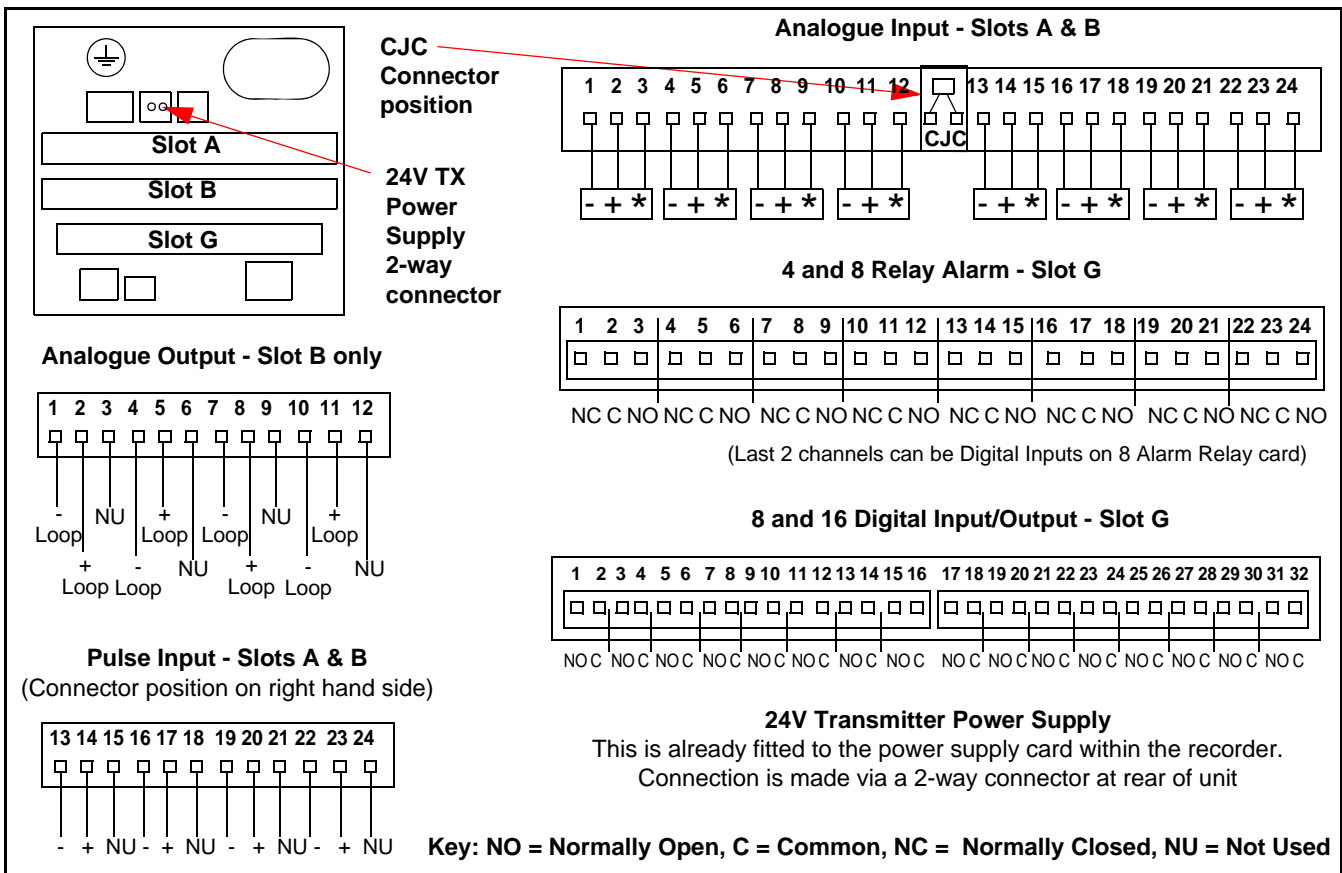 Slot A
Slot B
Slot G
CJC
Connector
position
24V TX
Power
Supply
2-way
connector
Analogue Input - Slots A & B
1 2 3 4 5 6 7 8 9 10 11 12 13 14 15 16 17 18 19 20 21 22 23 24
CJC
- + * - + * - + * - + * - + * - + * - + * - + *
4 and 8 Relay Alarm - Slot G
1 2 3 4 5 6 7 8 9 10 11 12 13 14 15 16 17 18 19 20 21 22 23 24
NC C NO NC C NO NC C NO NC C NO NC C NO NC C NO NC C NO NC C NO
(Last 2 channels can be Digital Inputs on 8 Alarm Relay card)
Analogue Output - Slot B only
1 2 3 4 5 6 7 8 9 10 11 12
- NU + - NU +
Loop Loop Loop Loop
+ - NU + - NU
Loop Loop Loop Loop
8 and 16 Digital Input/Output - Slot G
1 2 3 4 5 6 7 8 9 10 11 12 13 14 15 16 17 18 19 20 21 22 23 24 25 26 27 28 29 30 31 32
NO C NO C NO C NO C NO C NO C NO C NO C NO C NO C NO C NO C NO C NO C NO C NO C
Pulse Input - Slots A & B
(Connector position on right hand side)
13 14 15 16 17 18 19 20 21 22 23 24
- + NU - + NU - + NU - + NU
24V Transmitter Power Supply
This is already fitted to the power supply card within the recorder.
Connection is made via a 2-way connector at rear of unit
Key: NO = Normally Open, C = Common, NC = Normally Closed, NU = Not Used